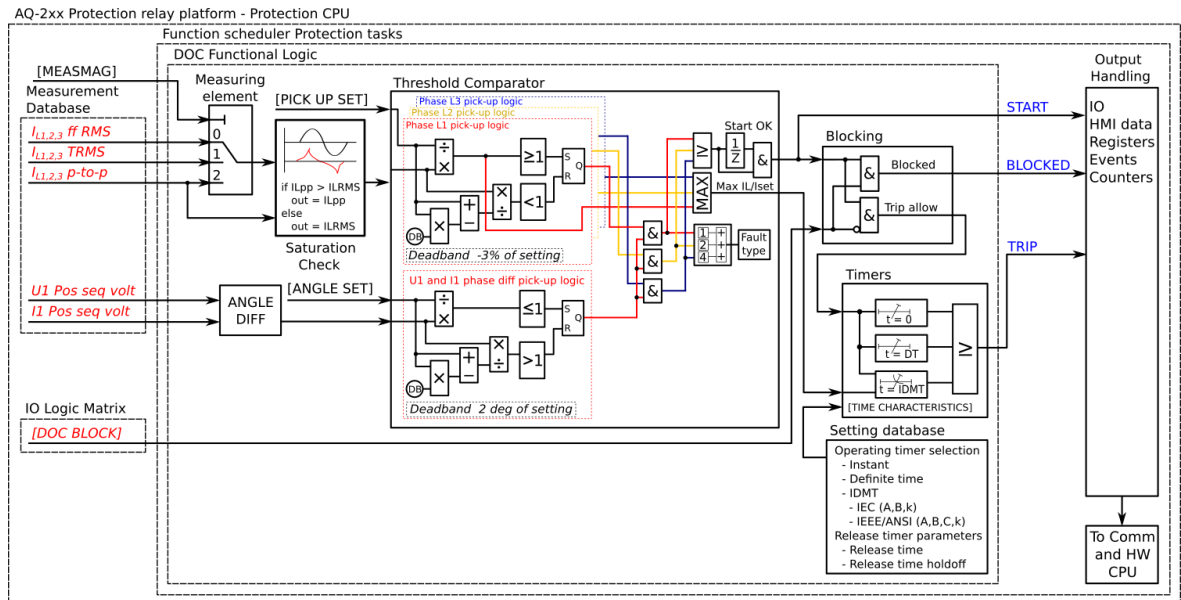 AQ-2xx Protection relay platform - Protection CPU
Function scheduler Protection tasks
DOC Functional Logic
[MEASMAG]
Measurement
Database
IL1,2,3 ff RMS
IL1,2,3 TRMS
IL1,2,3 p-to-p
U1 Pos seq volt
I1 Pos seq volt
IO Logic Matrix
[DOC BLOCK]
Measuring
element
0
1
2
[PICK UP SET]
if ILpp > ILRMS
out = ILpp
else
out = ILRMS
Saturation
Check
ANGLE
DIFF
[ANGLE SET]
Threshold Comparator
Phase L3 pick-up logic
Phase L2 pick-up logic
Phase L1 pick-up logic
÷
×
≥1
S
Q
R
+
−
×
÷
<1
DB
×
Deadband -3% of setting
U1 and I1 phase diff pick-up logic
÷
×
≤1
S
Q
R
+
−
×
÷
>1
DB
×
Deadband 2 deg of setting
&
&
&
≥
MAX
Start OK
1
Z
&
Max IL/Iset
1 +
2 +
4 +
Fault
type
Blocking
&
Blocked
&
Trip allow
Timers
t = 0
t = DT
t = IDMT
≥
[TIME CHARACTERISTICS]
Setting database
Operating timer selection
- Instant
- Definite time
- IDMT
- IEC (A,B,k)
- IEEE/ANSI (A,B,C,k)
Release timer parameters
- Release time
- Release time holdoff
START
BLOCKED
TRIP
Output
Handling
IO
HMI data
Registers
Events
Counters
To Comm
and HW
CPU